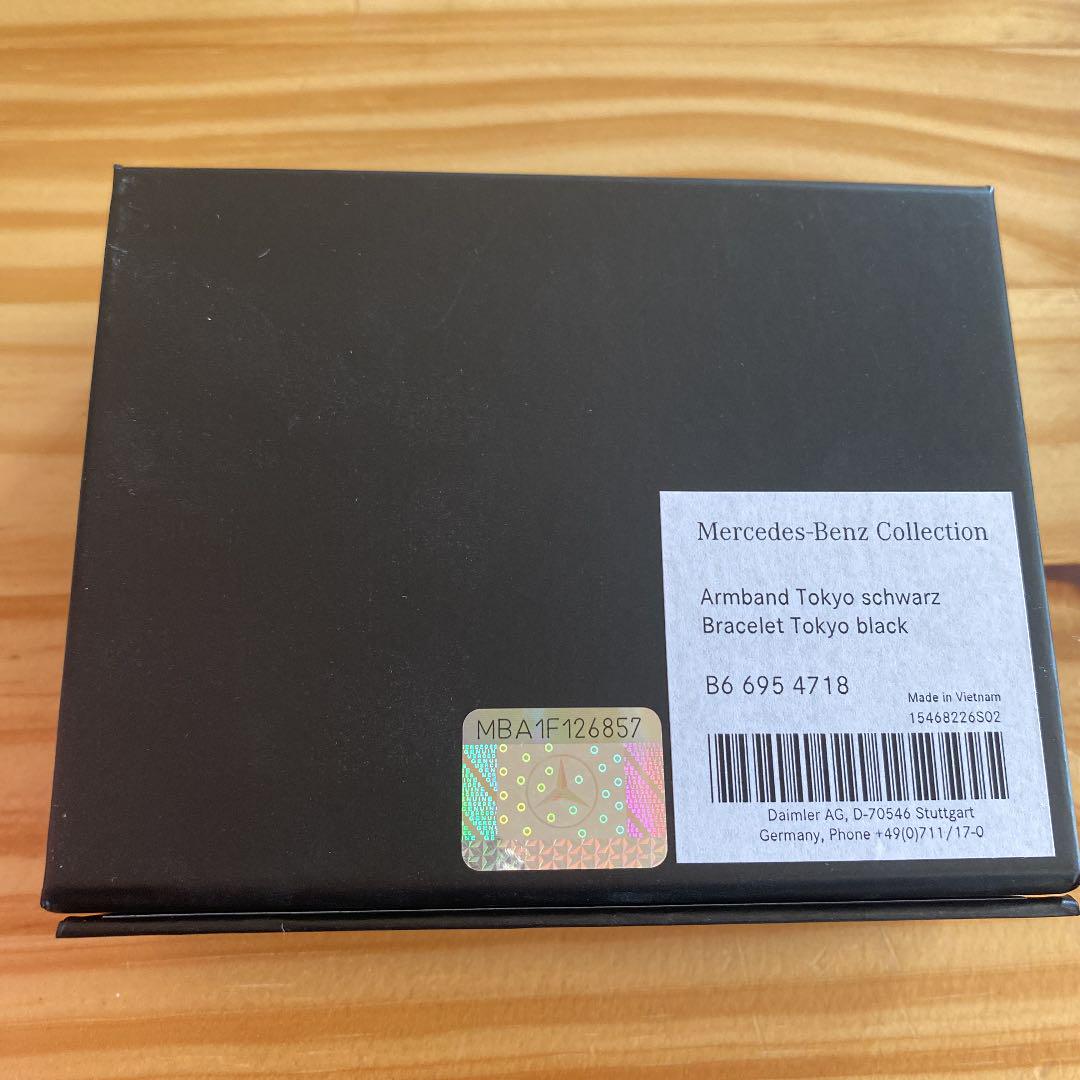 Mercedes-Benz Collection
Armband Tokyo schwarz
Bracelet Tokyo black
B6 695 4718
Made in Vietnam
15468226S02
Daimler AG, D-70546 Stuttgart
Germany, Phone +49(0)711/17-0
MBA1F126857